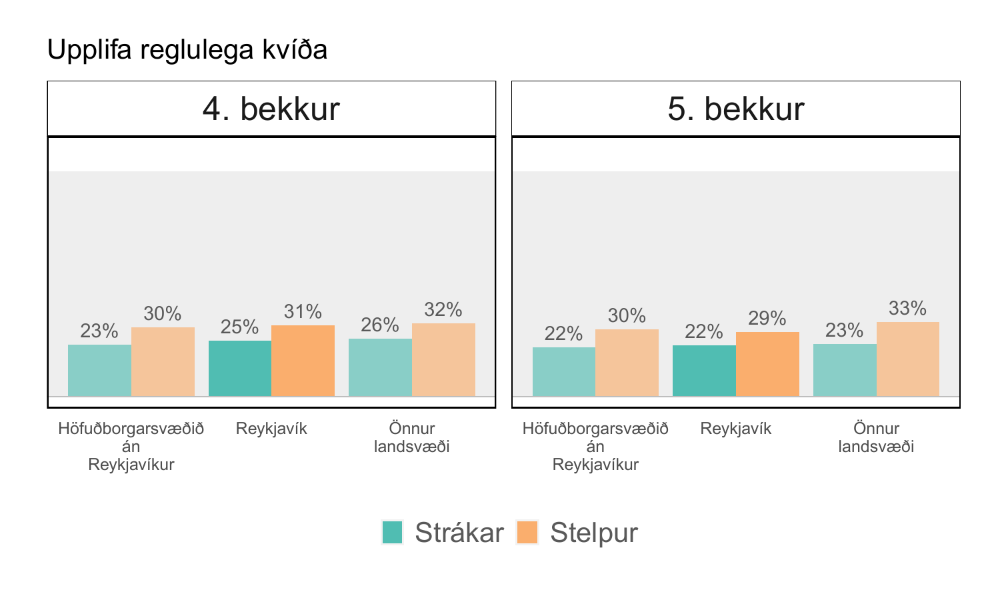 Upplifa reglulega kvíða
4. bekkur
23%
30%
25%
31%
26%
32%
Höfuðborgarsvæðið
án
Reykjavíkur
Reykjavík
Önnur
landsvæði
5. bekkur
22%
30%
22%
29%
23%
33%
Höfuðborgarsvæðið
án
Reykjavíkur
Reykjavík
Önnur
landsvæði
Strákar
Stelpur